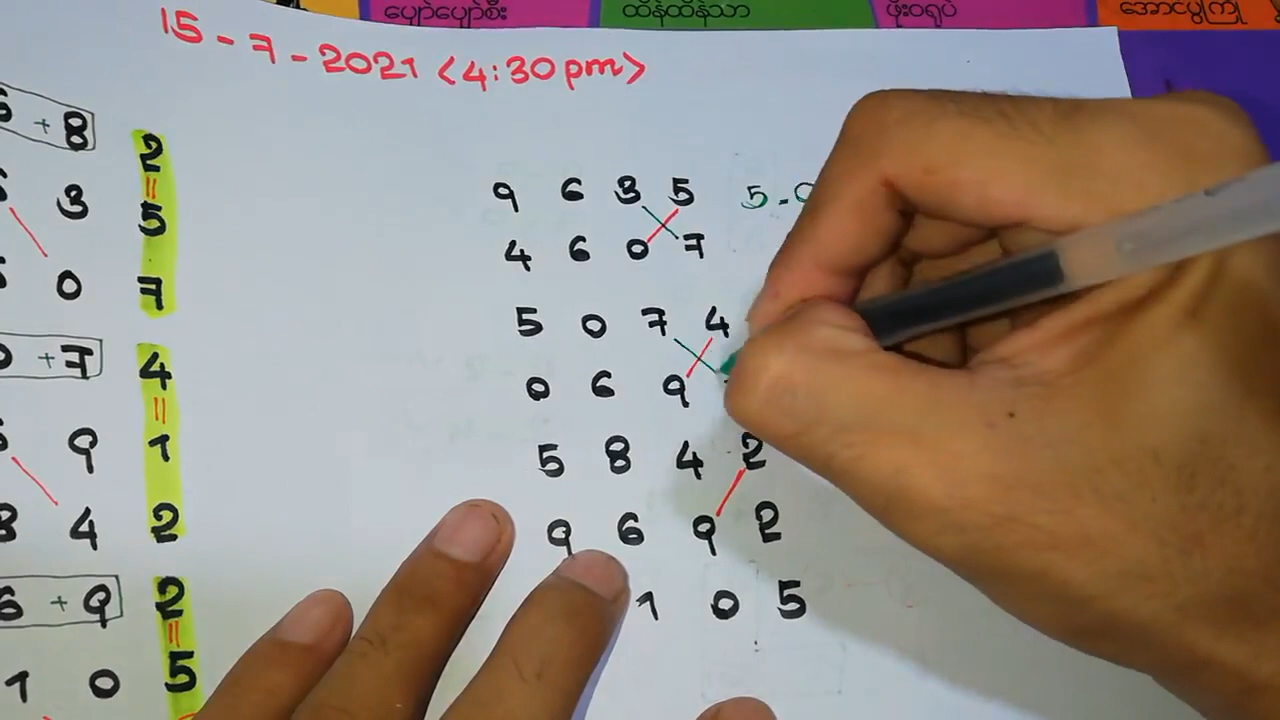 ပျော်ပျော်စီး ထိန်ထိန်သာ ဖိုးဝရုပ် အောင်ပွဲကြို
15-7-2021 <4:30pm>
+8 2
3 5
0 7
+7 4
9 1
4 2
6 +9 2
1 0 5
9 6 3 5 5-
4 6 0 7
5 0 7 4
0 6 9
5 8 4 2
9 6 9 2
1 0 5